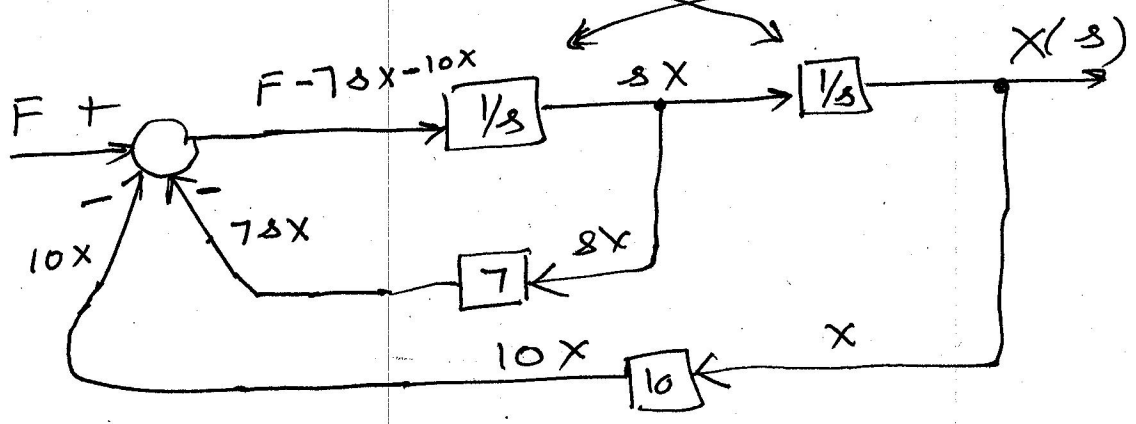 F +
F-7sX-10X
1/s
sX
1/s
X(s)
-
-
10X
7sX
7
sX
10X
10
X